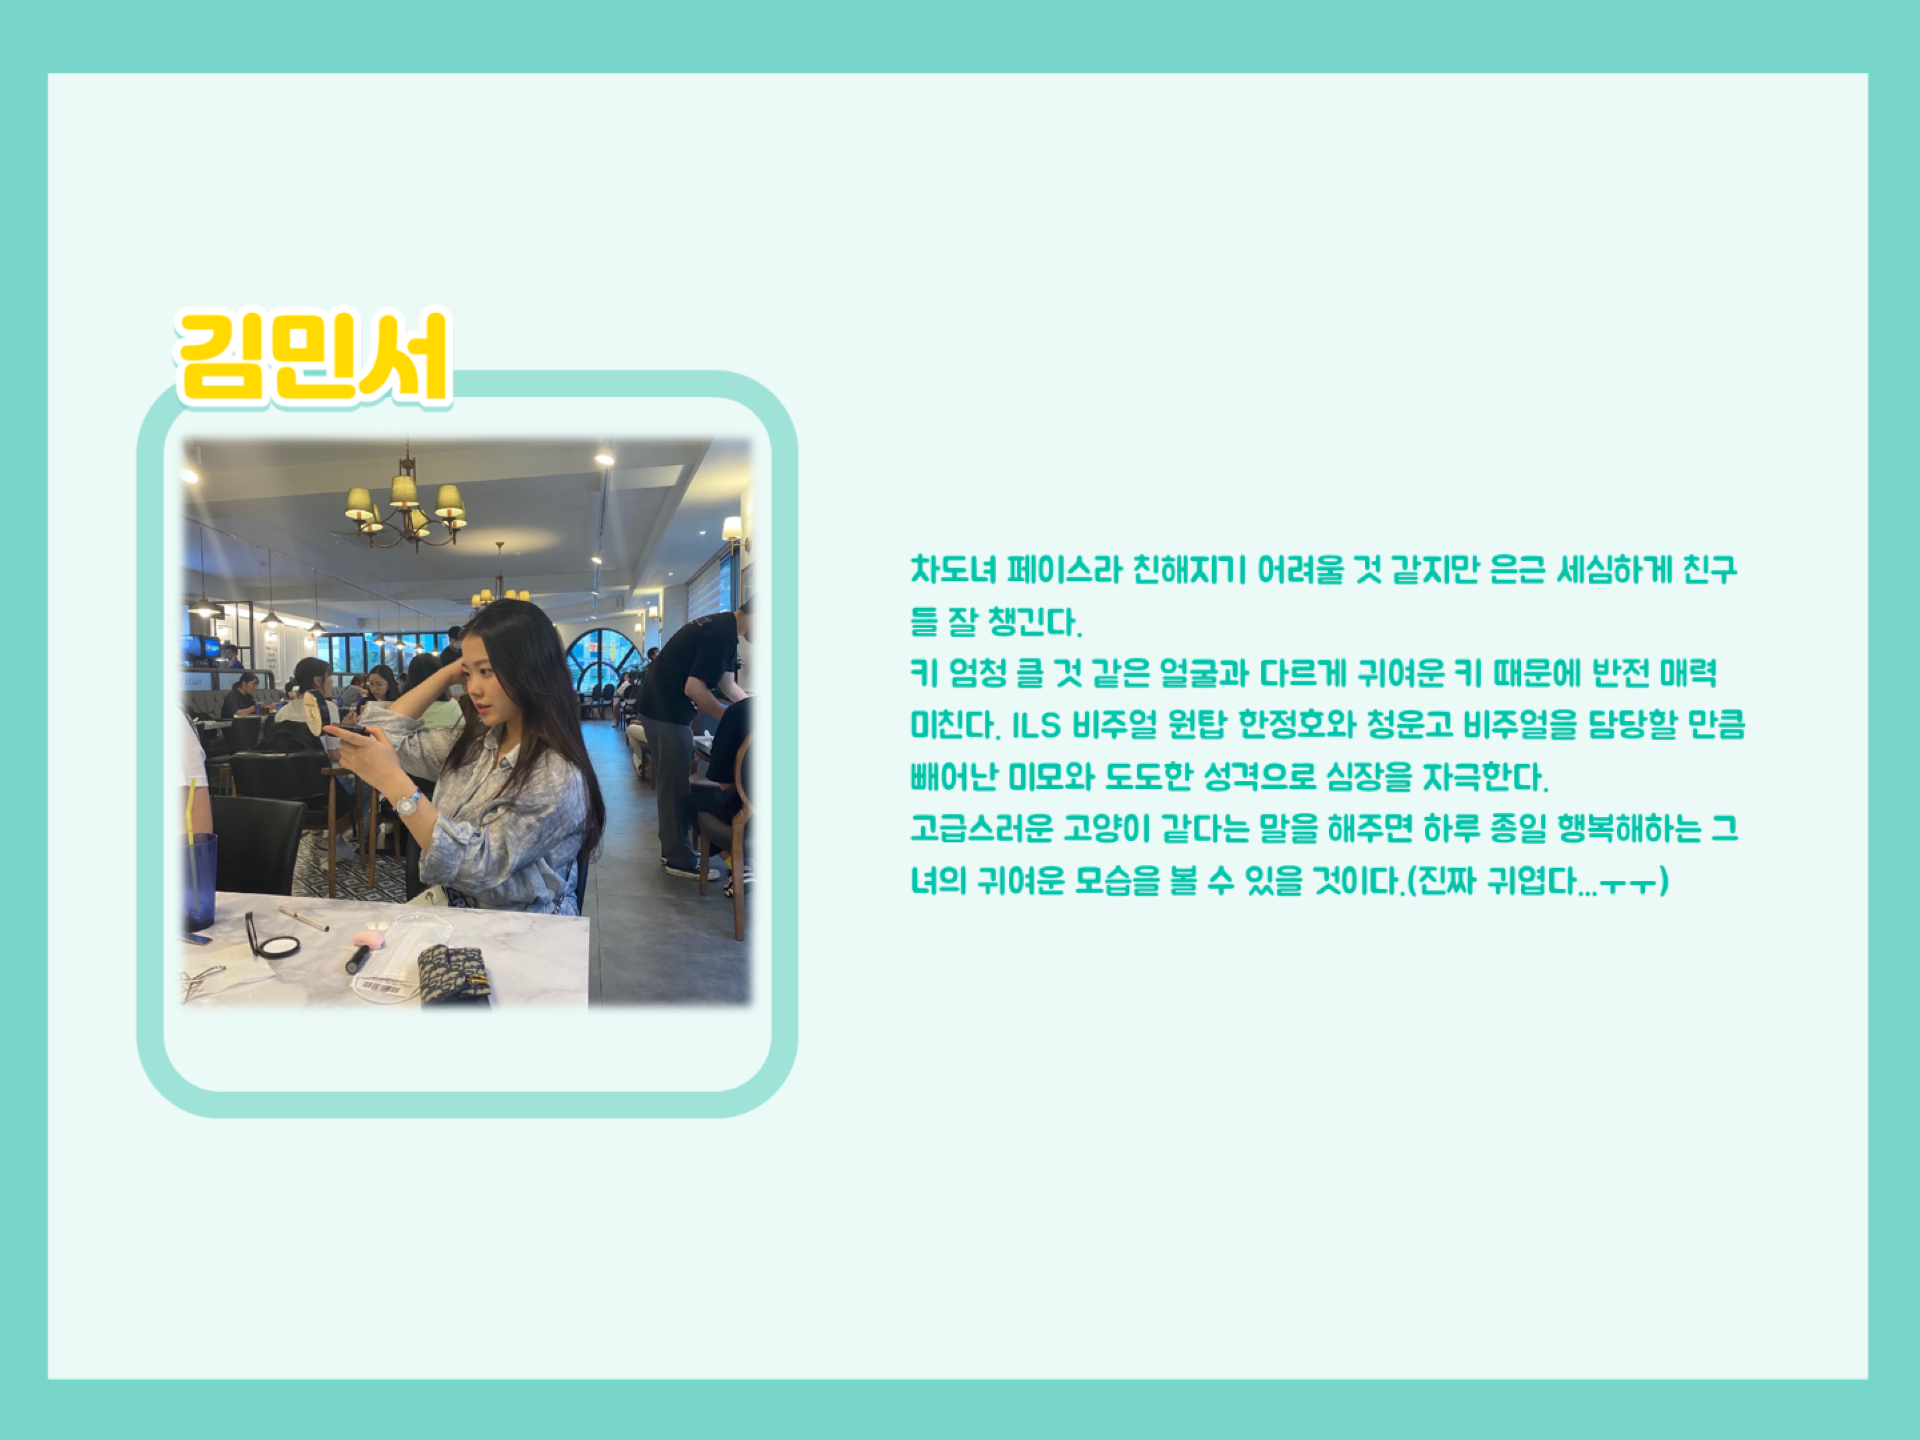 김민서
차도녀 페이스라 친해지기 어려울 것 같지만 은근 세심하게 친구
들 잘 챙긴다.
키 엄청 클 것 같은 얼굴과 다르게 귀여운 키 때문에 반전 매력
미친다. ILS 비주얼 원탑 한정호와 청운고 비주얼을 담당할 만큼
빼어난 미모와 도도한 성격으로 심장을 자극한다.
고급스러운 고양이 같다는 말을 해주면 하루 종일 행복해하는 그
녀의 귀여운 모습을 볼 수 있을 것이다.(진짜 귀엽다...ㅜㅜ)